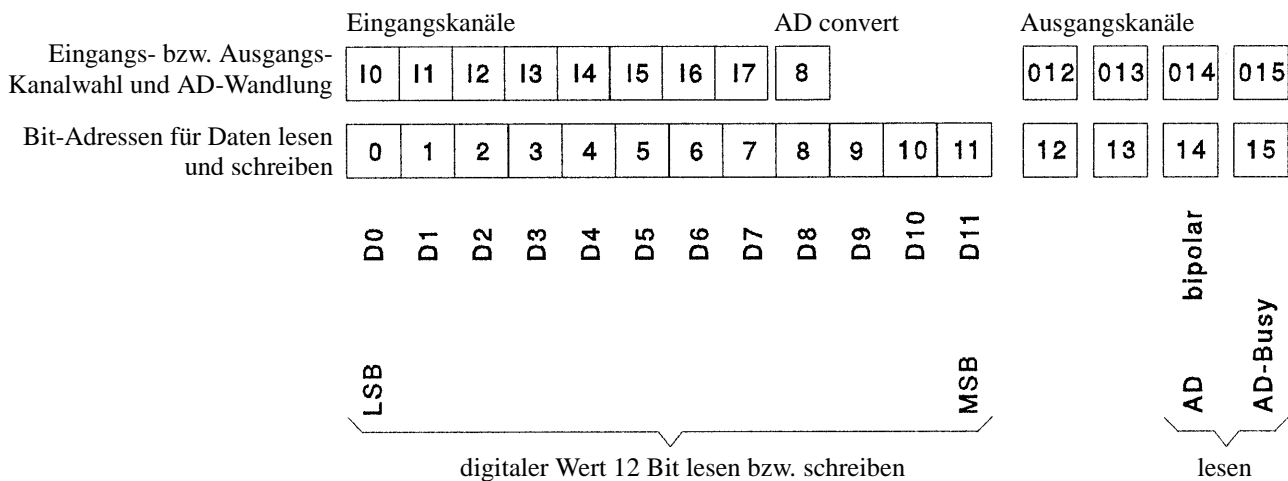 Eingangskanäle AD convert Ausgangskanäle
Eingangs- bzw. Ausgangs-
Kanalwahl und AD-Wandlung
I0 I1 I2 I3 I4 I5 I6 I7 8 012 013 014 015
Bit-Adressen für Daten lesen
und schreiben
0 1 2 3 4 5 6 7 8 9 10 11 12 13 14 15
D0 D1 D2 D3 D4 D5 D6 D7 D8 D9 D10 D11
LSB MSB
AD bipolar
AD-Busy
digitaler Wert 12 Bit lesen bzw. schreiben
lesen